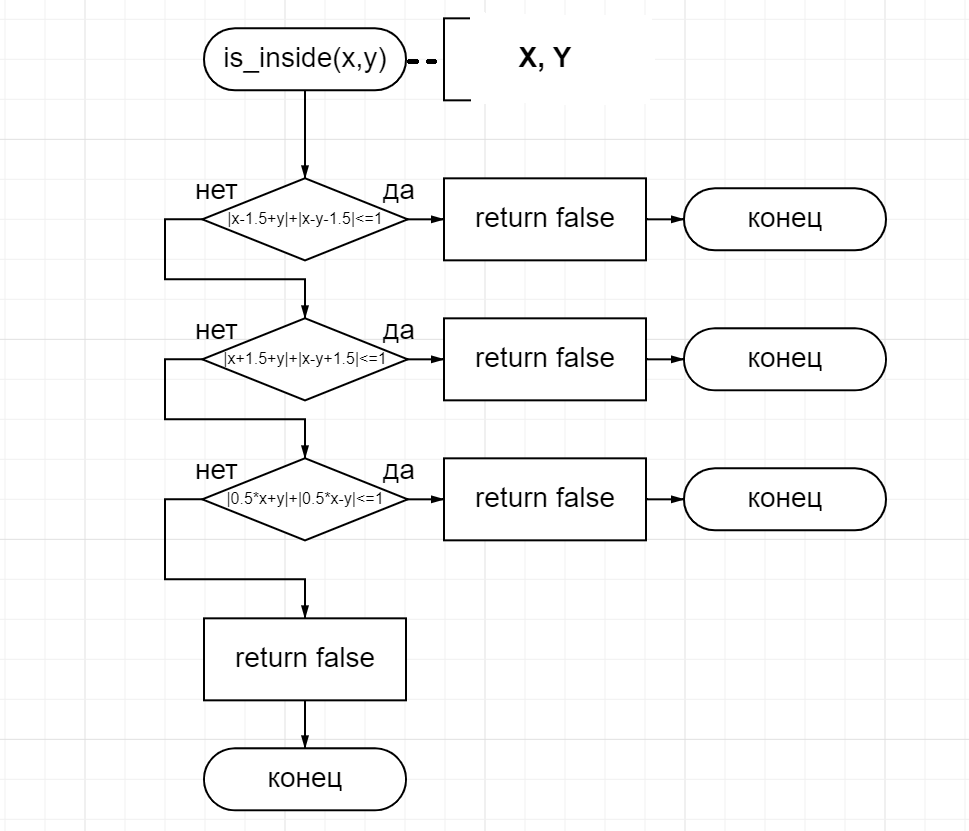 is_inside(x,y)
X, Y
нет
да
|x-1.5+y|+|x-y-1.5|<=1
return false
конец
нет
да
|x+1.5+y|+|x-y+1.5|<=1
return false
конец
нет
да
|0.5*x+y|+|0.5*x-y|<=1
return false
конец
return false
конец